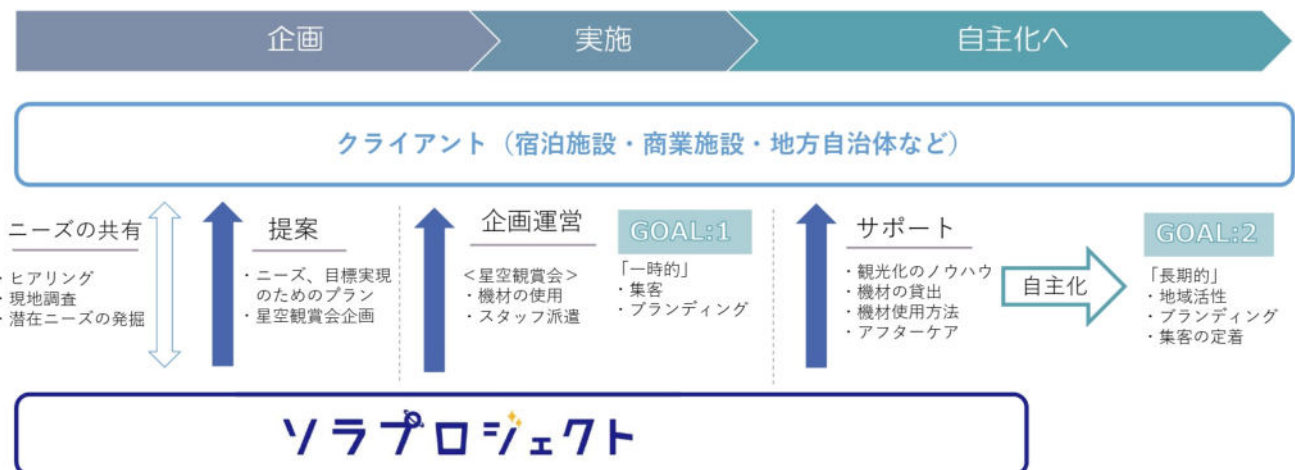 企画
実施
自主化へ
クライアント（宿泊施設・商業施設・地方自治体など）
ニーズの共有
・ヒアリング
・現地調査
・潜在ニーズの発掘
提案
・ニーズ、目標実現
のためのプラン
・星空観賞会企画
企画運営
＜星空観賞会＞
・機材の使用
・スタッフ派遣
GOAL:1
「一時的」
・集客
・ブランディング
サポート
・観光化のノウハウ
・機材の貸出
・機材使用方法
・アフターケア
自主化
GOAL:2
「長期的」
・地域活性
・ブランディング
・集客の定着
ソラプロジェクト